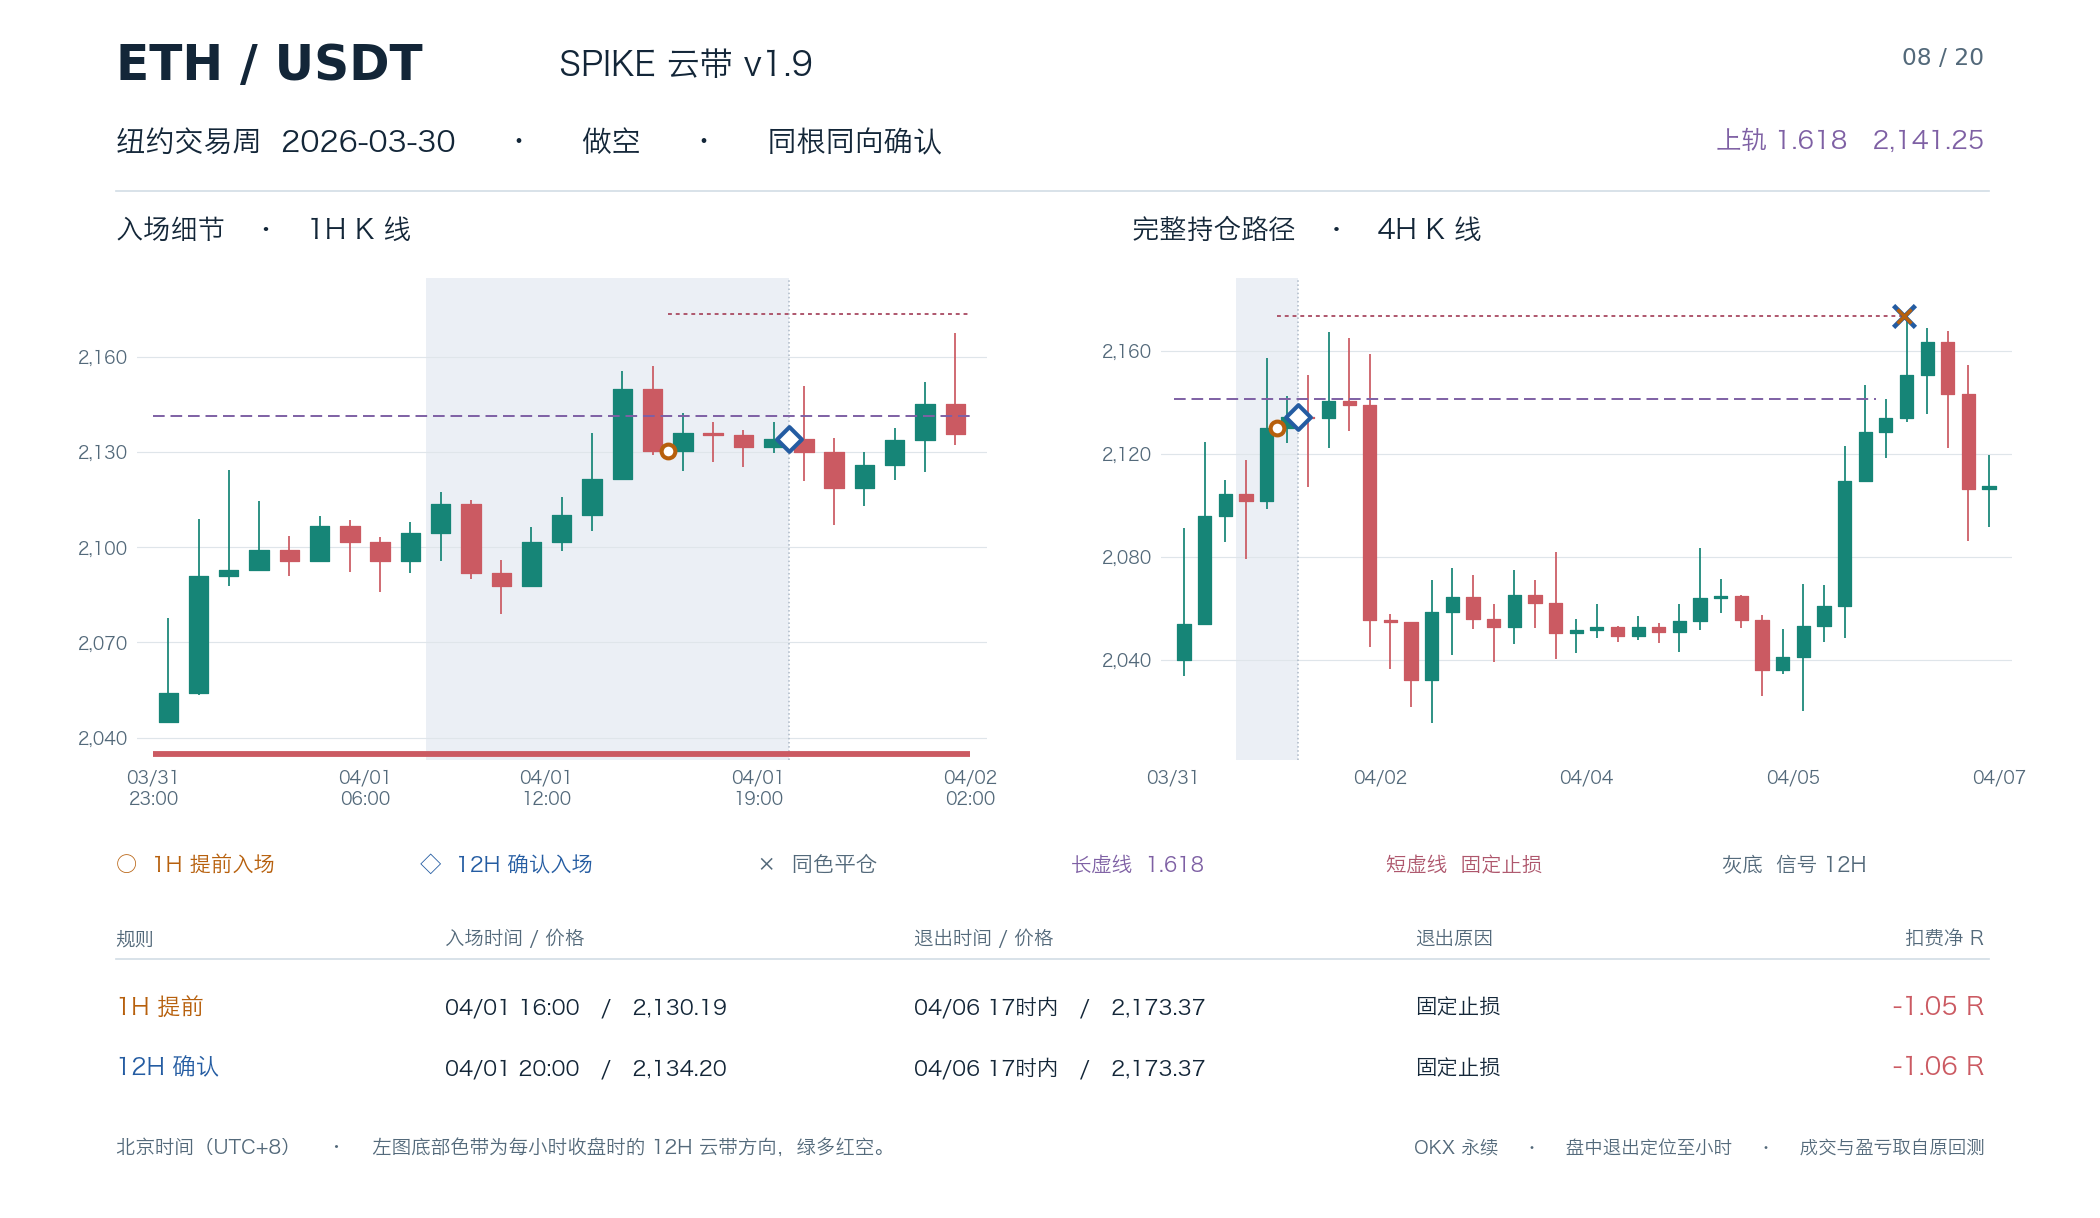 ETH / USDT SPIKE 云带 v1.9 08 / 20
纽约交易周 2026-03-30 · 做空 · 同根同向确认 上轨 1.618 2,141.25
入场细节 · 1H K 线
2,160
2,130
2,100
2,070
2,040
03/31 23:00
04/01 06:00
04/01 12:00
04/01 19:00
04/02 02:00
完整持仓路径 · 4H K 线
2,160
2,120
2,080
2,040
03/31 04/02 04/04 04/05 04/07
○ 1H 提前入场 ◇ 12H 确认入场 × 同色平仓 长虚线 1.618 短虚线 固定止损 灰底 信号 12H
规则 入场时间 / 价格 退出时间 / 价格 退出原因 扣费净 R
1H 提前 04/01 16:00 / 2,130.19 04/06 17时内 / 2,173.37 固定止损 -1.05 R
12H 确认 04/01 20:00 / 2,134.20 04/06 17时内 / 2,173.37 固定止损 -1.06 R
北京时间（UTC+8） · 左图底部色带为每小时收盘时的 12H 云带方向，绿多红空。 OKX 永续 · 盘中退出定位至小时 · 成交与盈亏取自原回测